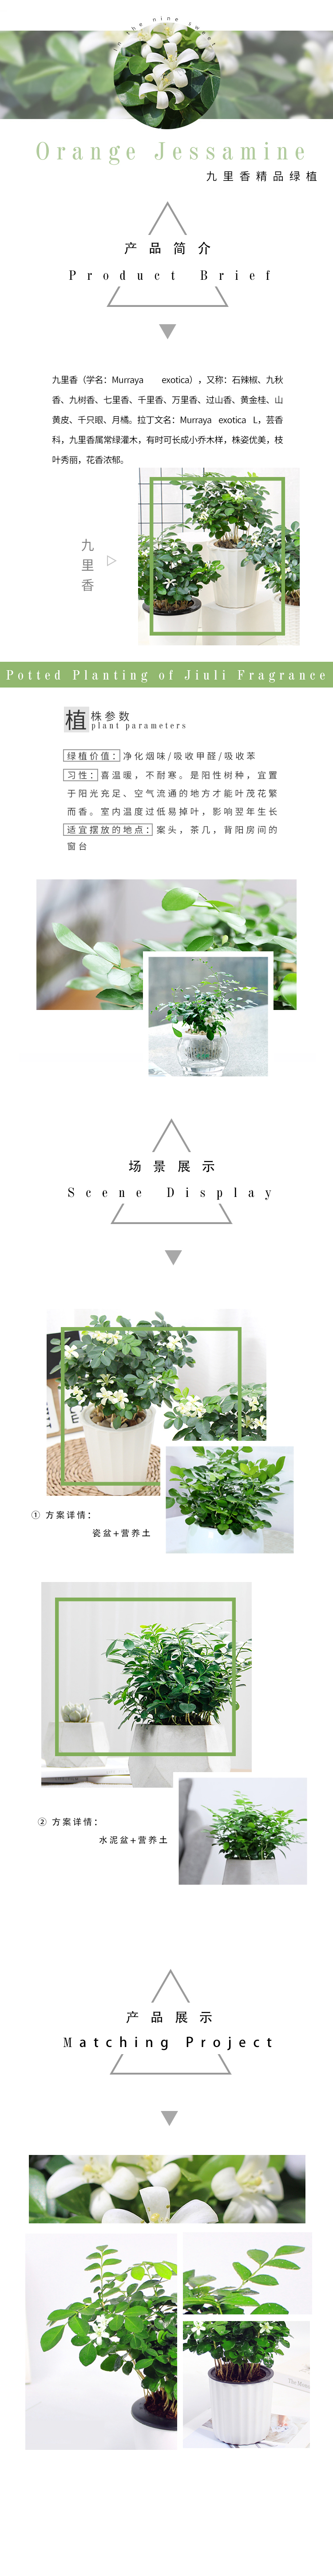 In the nine sweet
Orange Jessamine
九里香精品绿植
产品简介
Product Brief
九里香（学名：Murraya exotica），又称：石辣椒、九秋
香、九树香、七里香、千里香、万里香、过山香、黄金桂、山
黄皮、千只眼、月橘。拉丁文名：Murraya exotica L，芸香
科，九里香属常绿灌木，有时可长成小乔木样，株姿优美，枝
叶秀丽，花香浓郁。
九
里
香
Potted Planting of Jiuli Fragrance
植株参数
plant parameters
绿植价值：净化烟味/吸收甲醛/吸收苯
习性：喜温暖，不耐寒。是阳性树种，宜置
于阳光充足、空气流通的地方才能叶茂花繁
而香。室内温度过低易掉叶，影响翌年生长
适宜摆放的地点：案头，茶几，背阳房间的
窗台
场景展示
Scene Display
① 方案详情：
瓷盆+营养土
② 方案详情：
水泥盆+营养土
产品展示
Matching Project